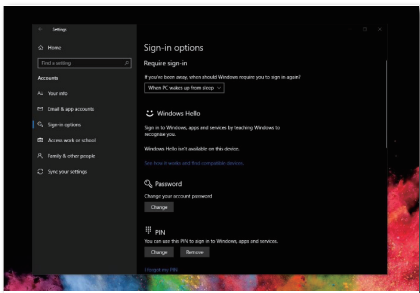 Settings
Home
Find a setting
Accounts
Your info
Email & app accounts
Sign-in options
Access work or school
Family & other people
Sync your settings
Sign-in options
Require sign-in
If you've been away, when should Windows require you to sign in again?
When PC wakes up from sleep
Windows Hello
Sign in to Windows, apps and services by teaching Windows to
recognise you.
Windows Hello isn't available on this device.
See how it works and find compatible devices.
Password
Change your account password
Change
PIN
You can use this PIN to sign in to Windows, apps and services.
Change Remove
I forgot my PIN